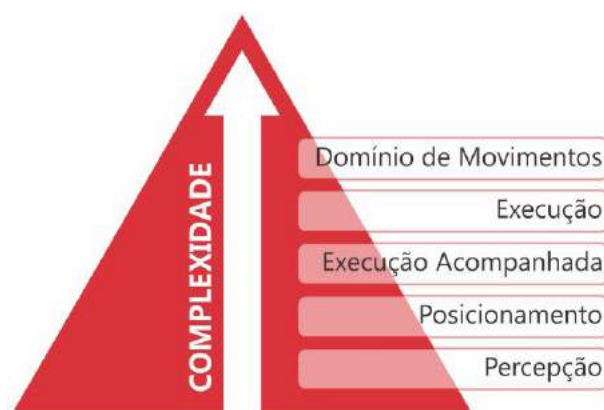 COMPLEXIDADE
Domínio de Movimentos
Execução
Execução Acompanhada
Posicionamento
Percepção